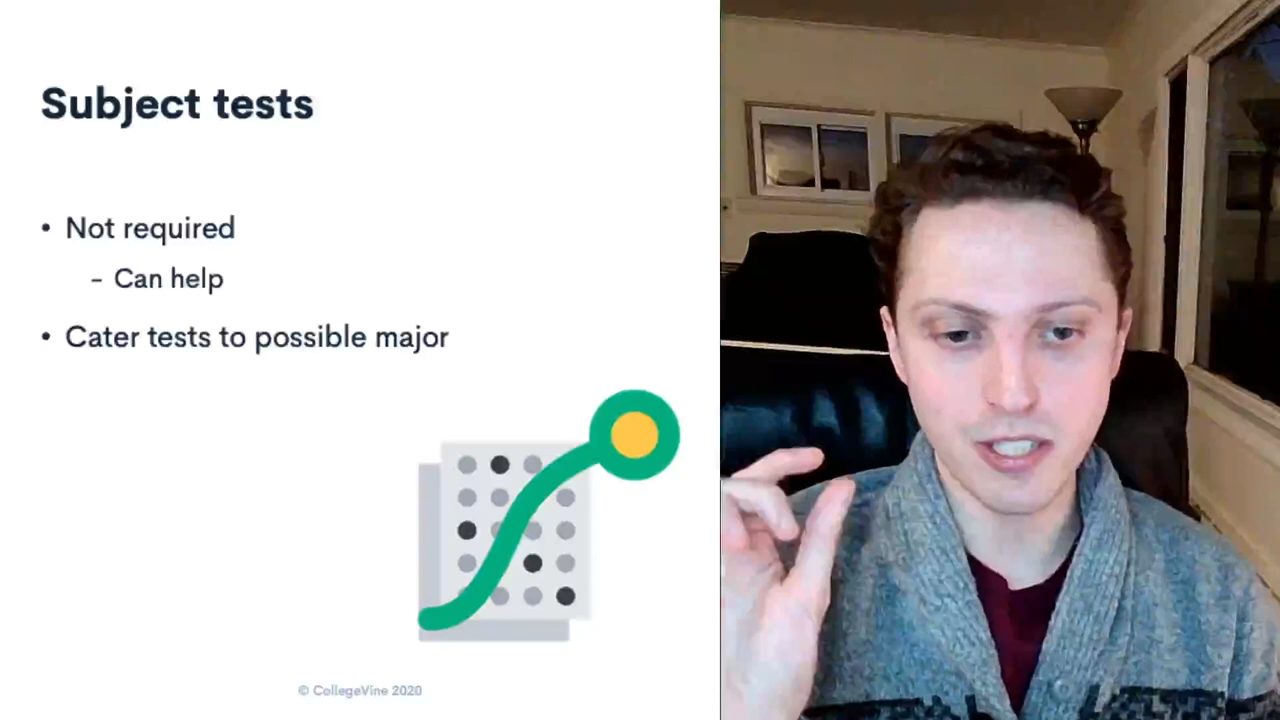 Subject tests
• Not required
- Can help
• Cater tests to possible major
© CollegeVine 2020